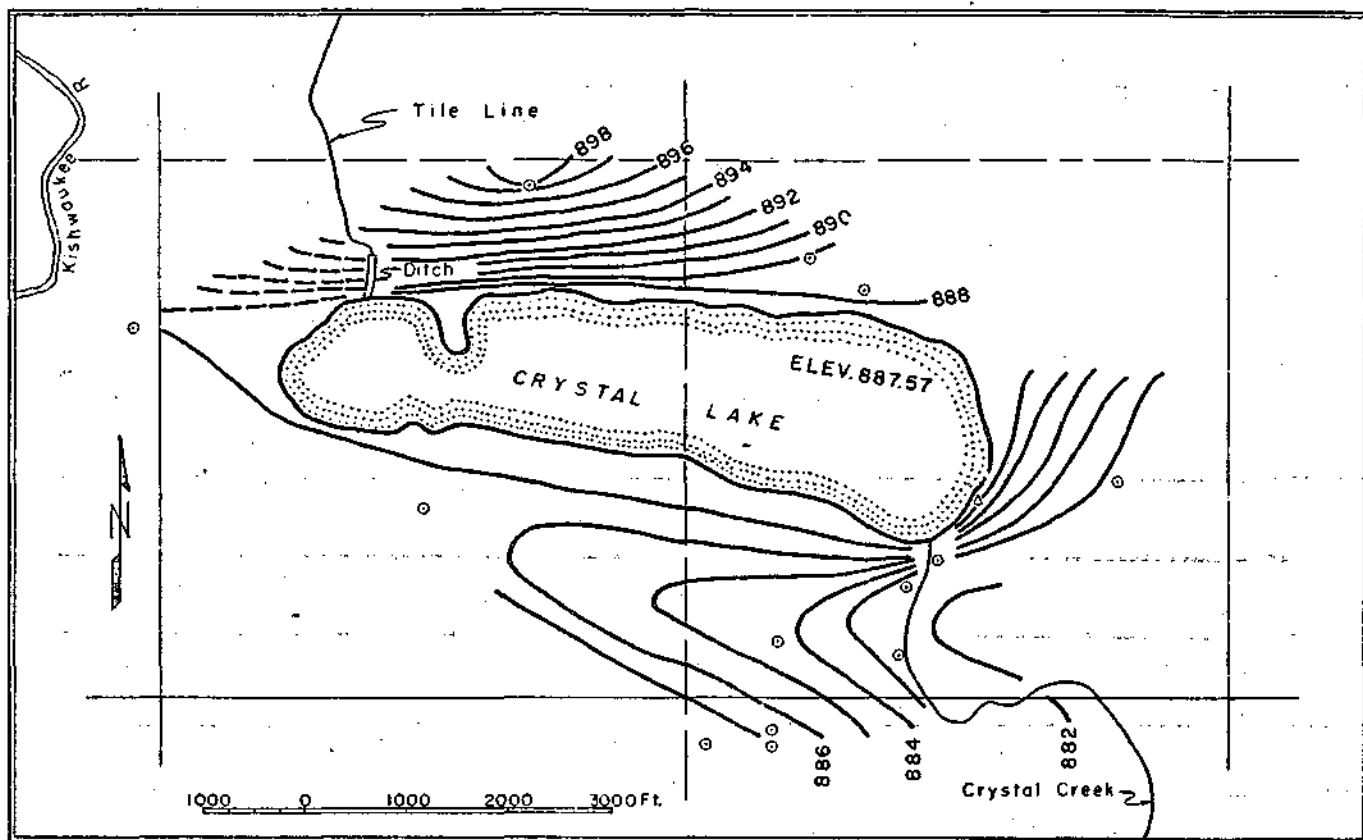 Kishwaukee R
Tile Line
898
896
894
892
890
888
Ditch
ELEV. 887.57
CRYSTAL LAKE
N
886
884
882
Crystal Creek
1000 0 1000 2000 3000 Ft.